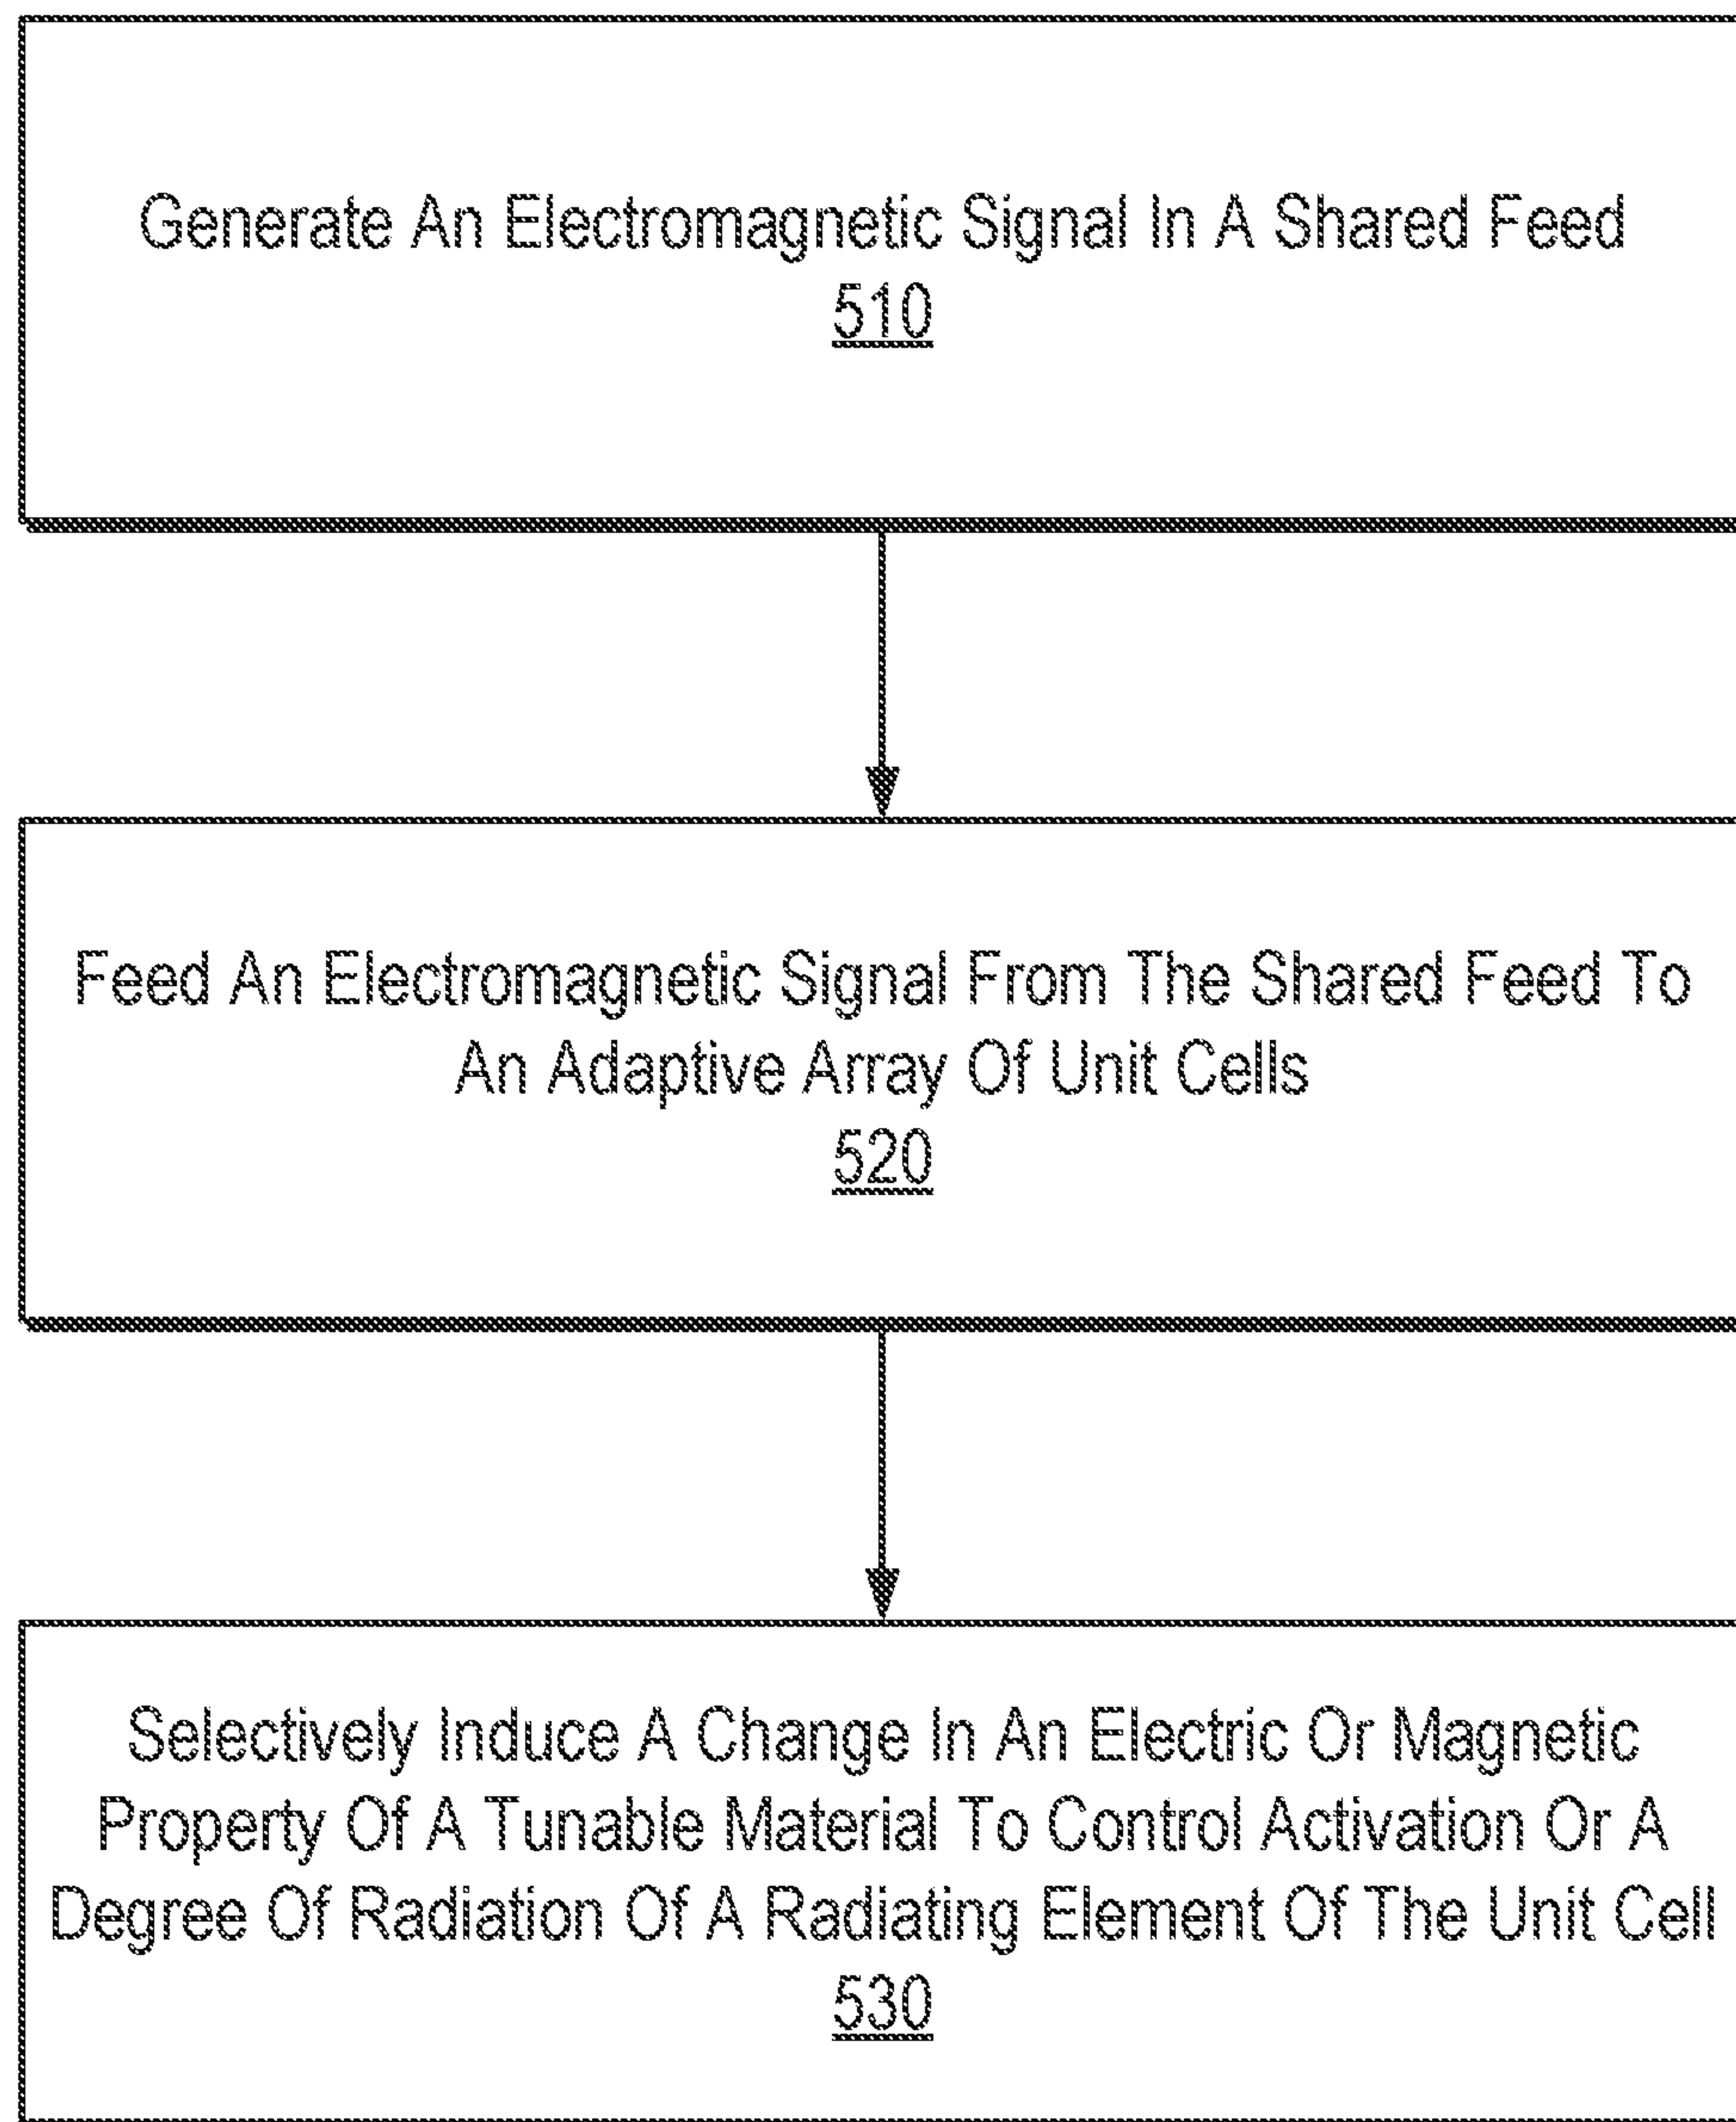 Generate An Electromagnetic Signal In A Shared Feed
510
Feed An Electromagnetic Signal From The Shared Feed To
An Adaptive Array Of Unit Cells
520
Selectively Induce A Change In An Electric Or Magnetic
Property Of A Tunable Material To Control Activation Or A
Degree Of Radiation Of A Radiating Element Of The Unit Cell
530